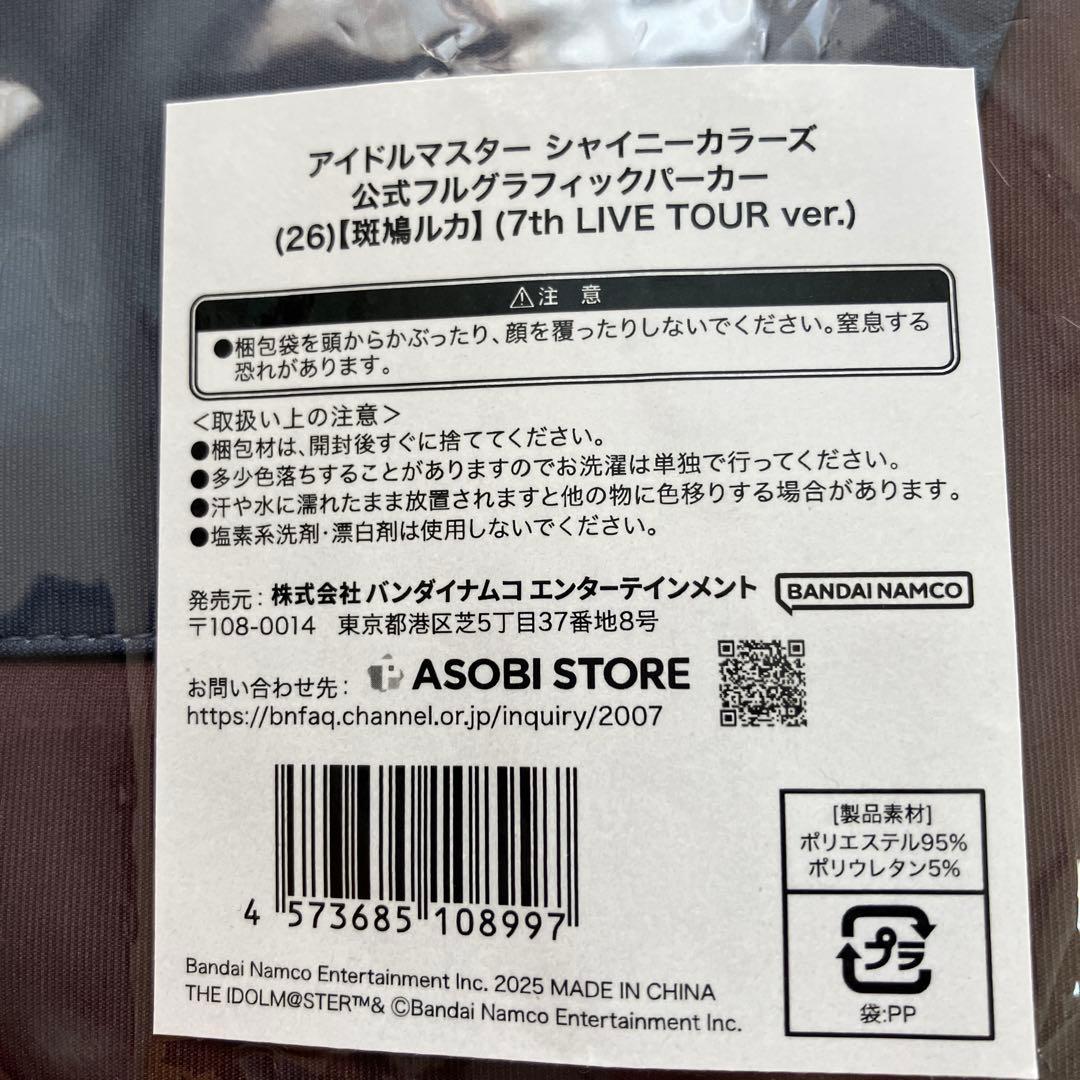 アイドルマスター シャイニーカラーズ
公式フルグラフィックパーカー
(26)【斑鳩ルカ】 (7th LIVE TOUR ver.)
⚠注 意
●梱包袋を頭からかぶったり、顔を覆ったりしないでください。窒息する
恐れがあります。
＜取扱い上の注意＞
●梱包材は、開封後すぐに捨ててください。
●多少色落ちすることがありますのでお洗濯は単独で行ってください。
●汗や水に濡れたまま放置されますと他の物に色移りする場合があります。
●塩素系洗剤・漂白剤は使用しないでください。
発売元：株式会社 バンダイナムコ エンターテインメント
BANDAI NAMCO
〒108-0014 東京都港区芝5丁目37番地8号
お問い合わせ先： ASOBI STORE
https://bnfaq.channel.or.jp/inquiry/2007
4 573685 108997
[製品素材]
ポリエステル95%
ポリウレタン5%
プラ
袋:PP
Bandai Namco Entertainment Inc. 2025 MADE IN CHINA
THE IDOLM@STER™& ©Bandai Namco Entertainment Inc.